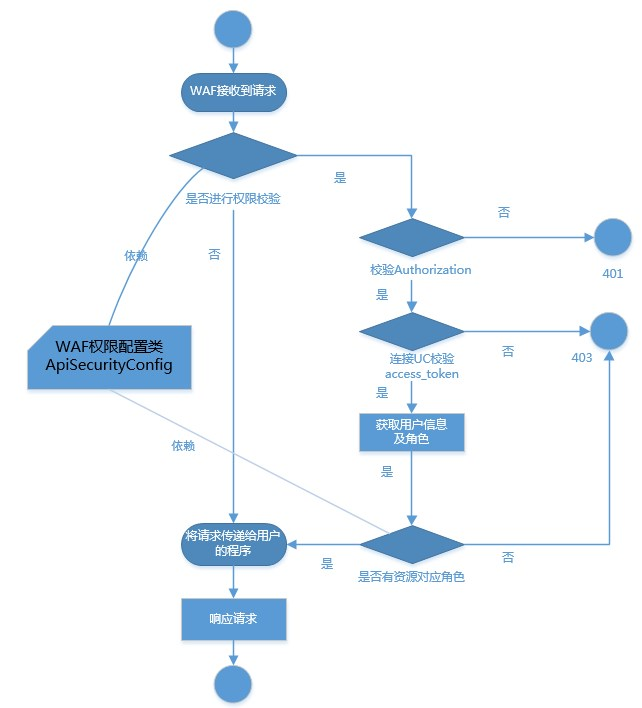 WAF接收到请求
是否进行权限校验
是
否
依赖
校验Authorization
否
401
是
连接UC校验
access_token
否
403
是
WAF权限配置类
ApiSecurityConfig
获取用户信息
及角色
依赖
是
将请求传递给用户
的程序
是
是否有资源对应角色
否
响应请求